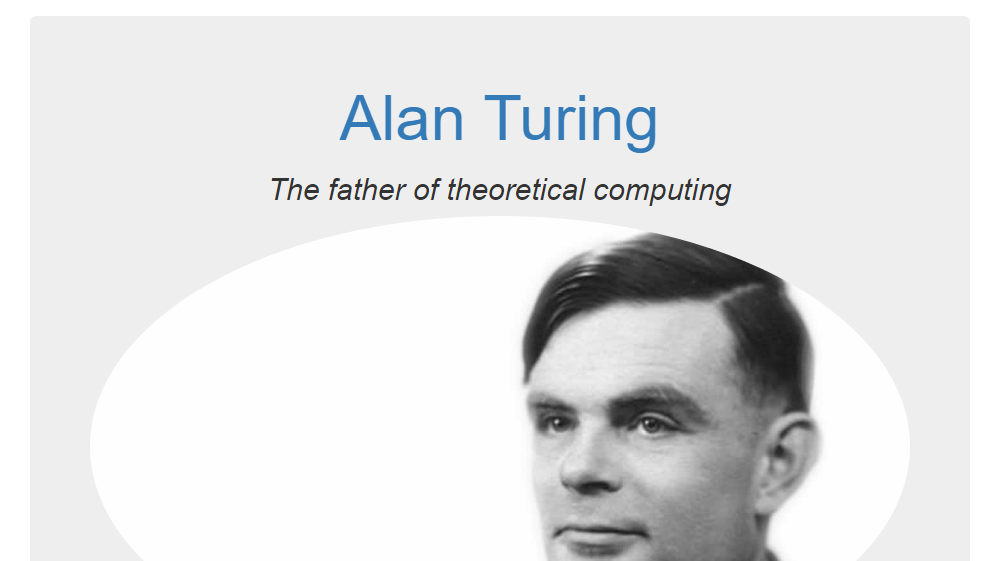 Alan Turing
The father of theoretical computing